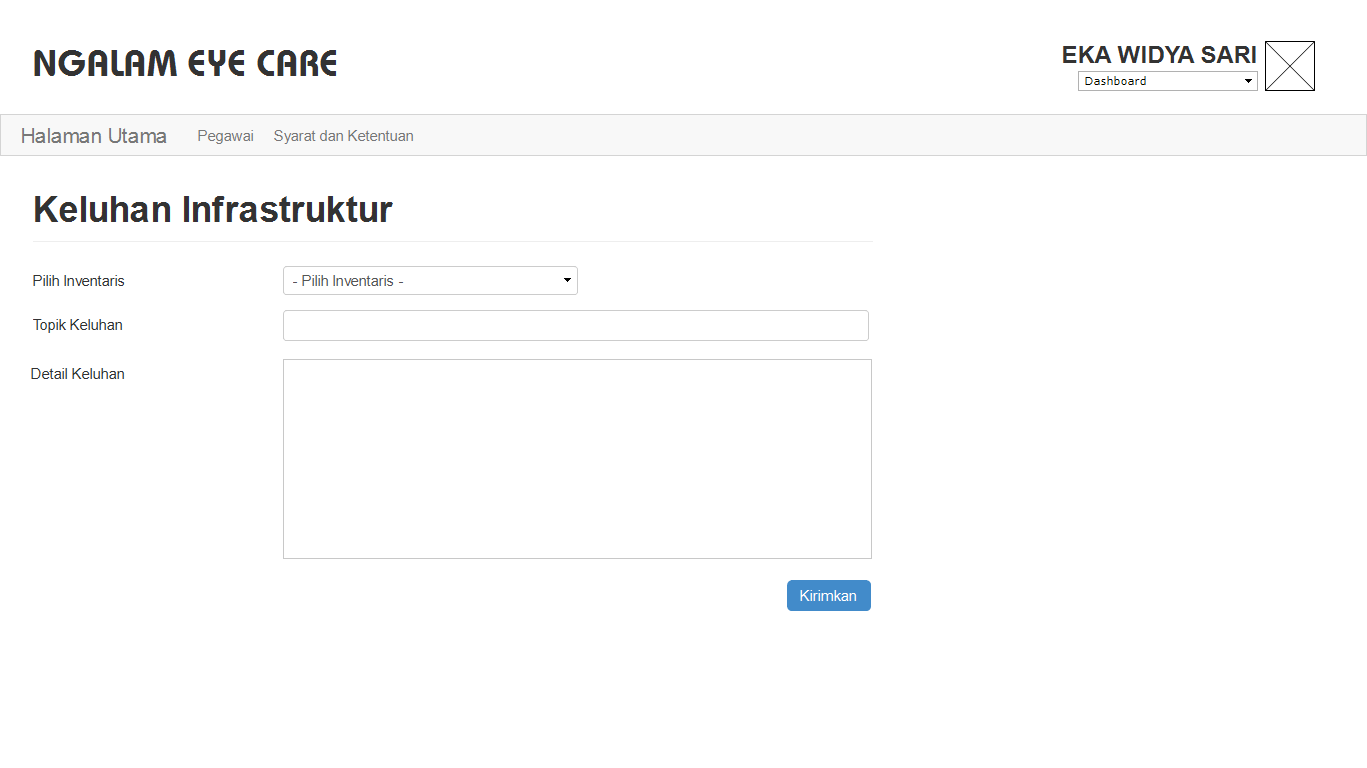 NGALAM EYE CARE
EKA WIDYA SARI
Dashboard
Halaman Utama Pegawai Syarat dan Ketentuan
Keluhan Infrastruktur
Pilih Inventaris - Pilih Inventaris -
Topik Keluhan
Detail Keluhan
Kirimkan